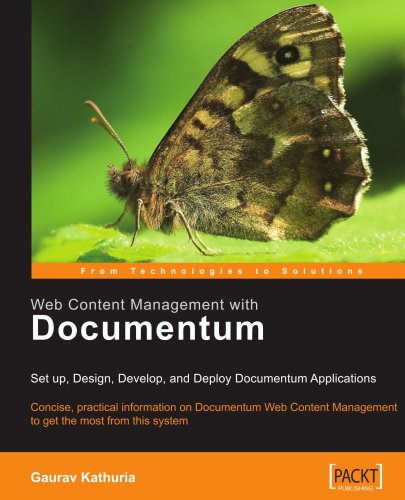 From Technologies to Solutions
Web Content Management with
Documentum
Set up, Design, Develop, and Deploy Documentum Applications
Concise, practical information on Documentum Web Content Management
to get the most from this system
Gaurav Kathuria
PACKT
PUBLISHING